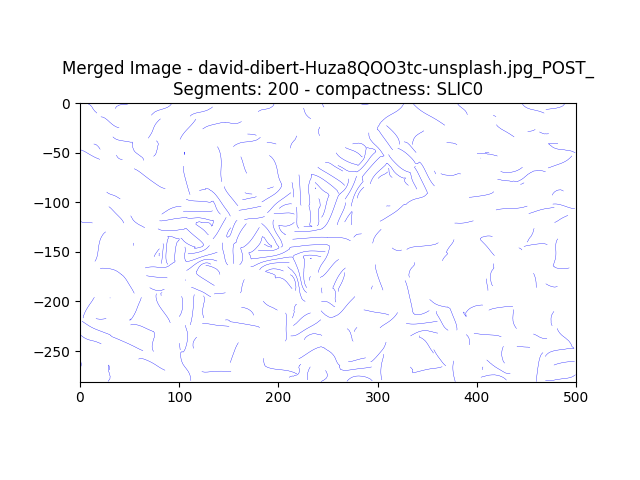 Merged Image - david-dibert-Huza8QOO3tc-unsplash.jpg_POST_
Segments: 200 - compactness: SLIC0
0
−50
−100
−150
−200
−250
0 100 200 300 400 500